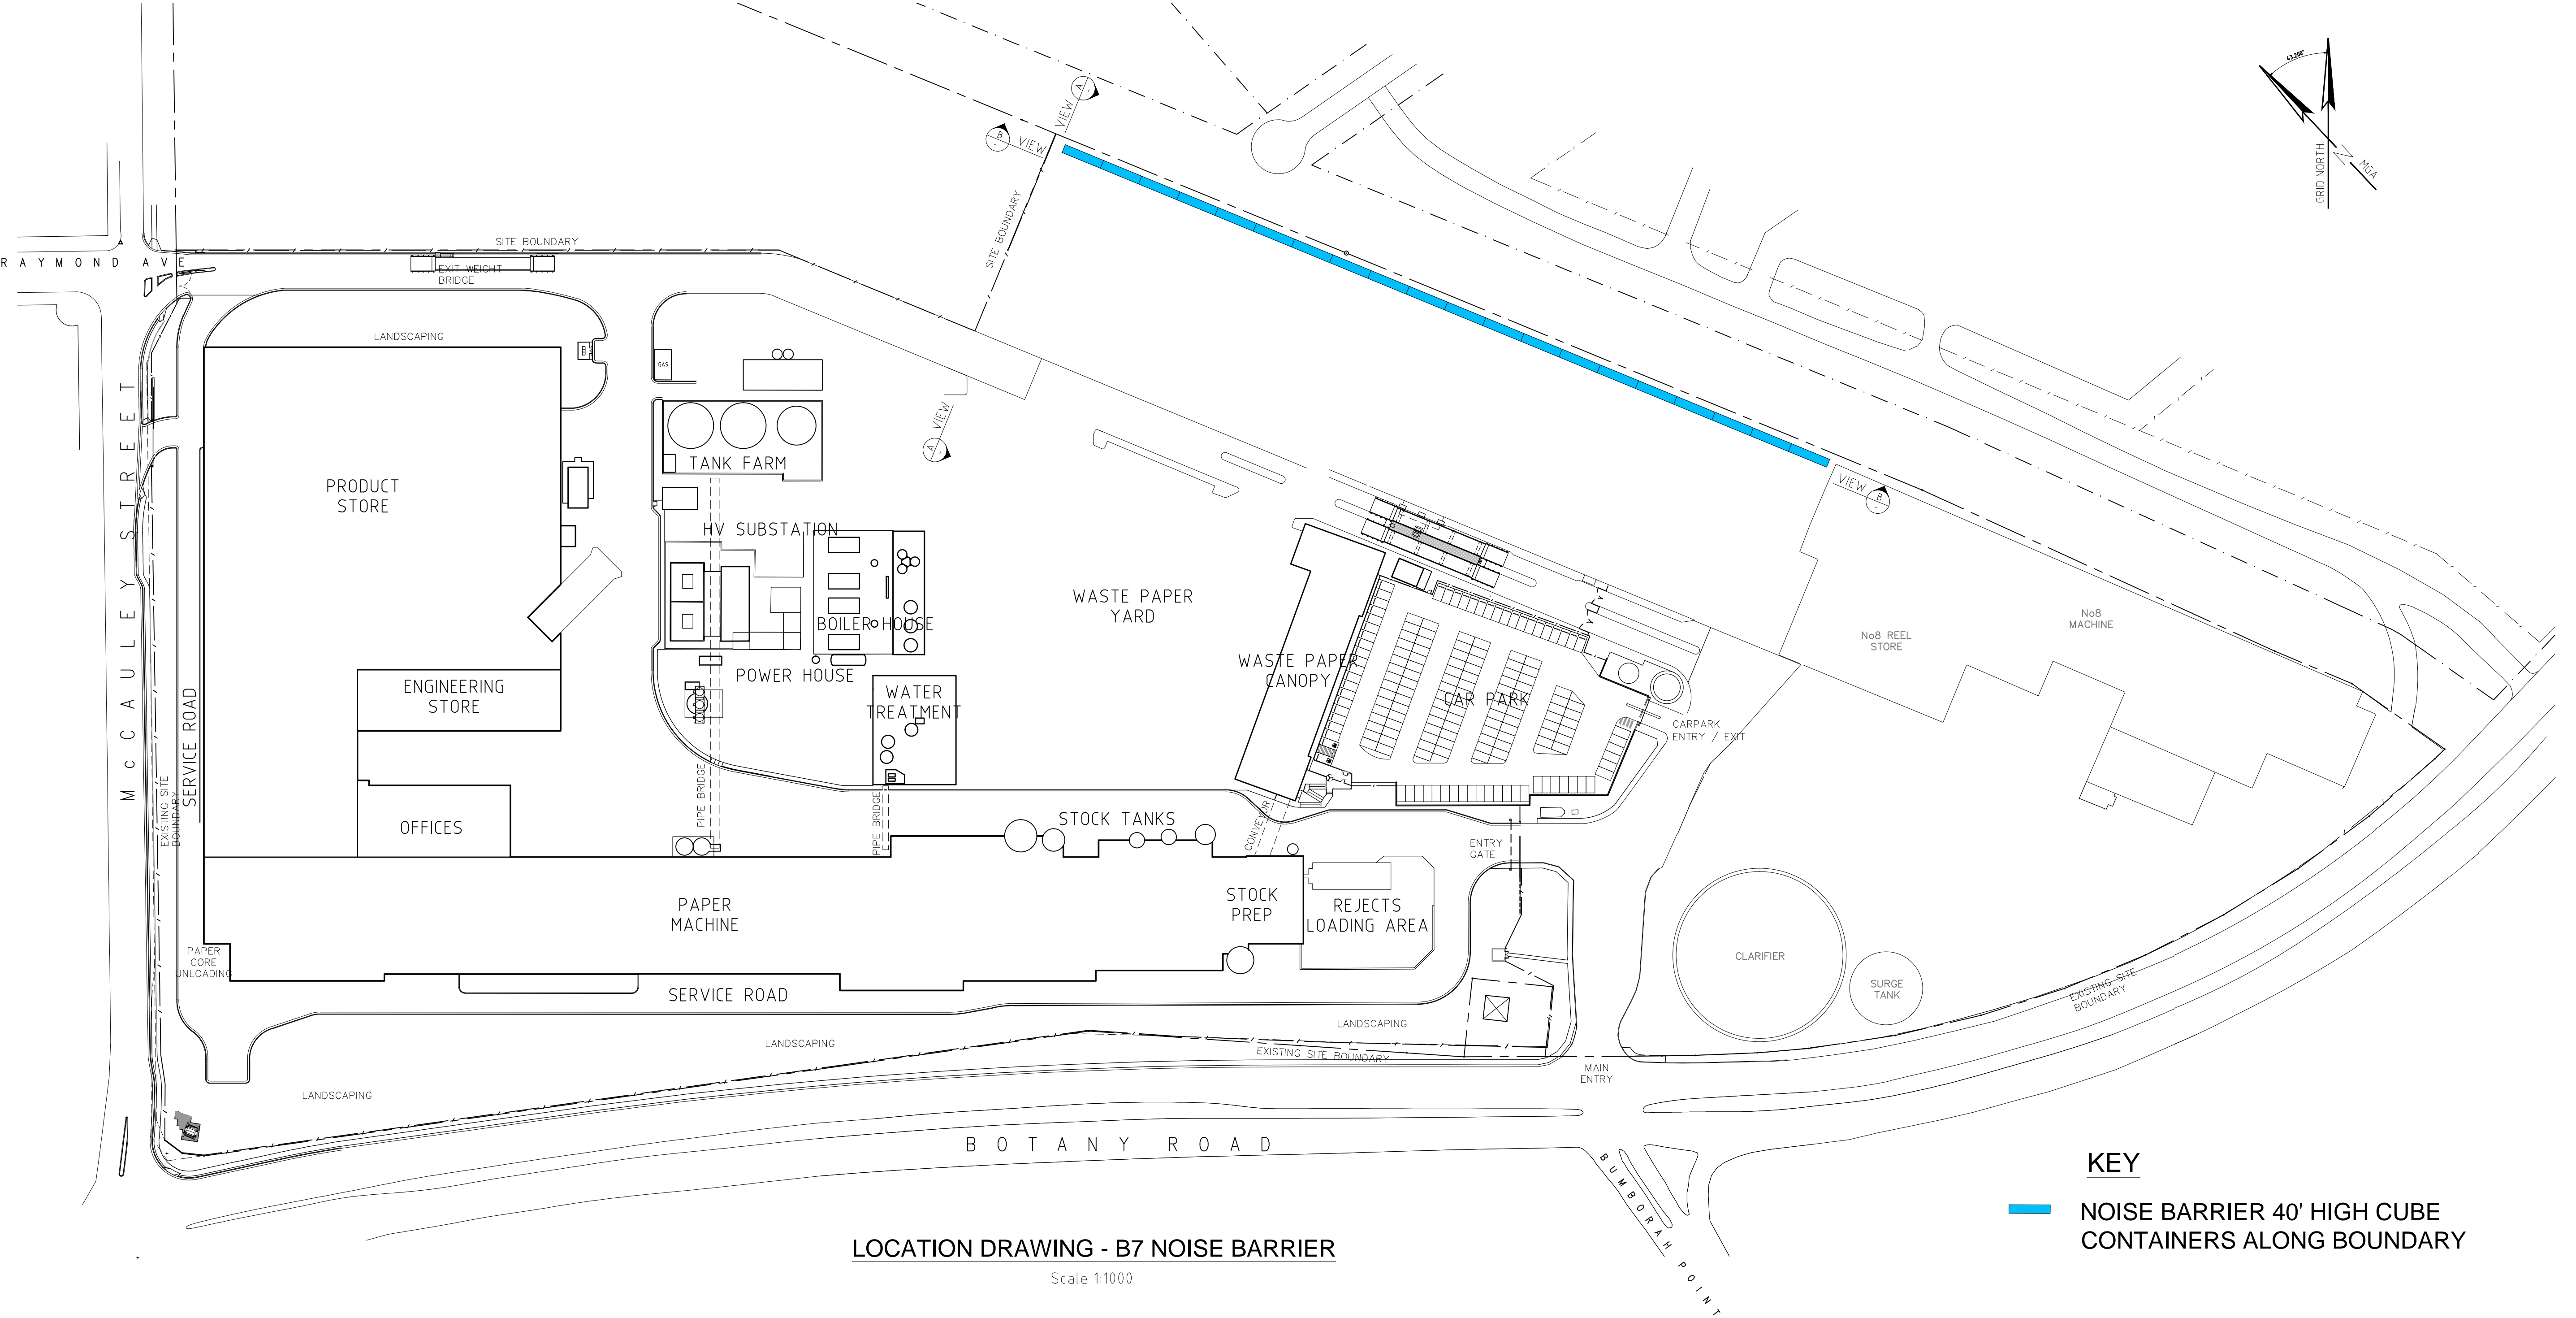 43.200°
GRID NORTH.
N
MGA
A
VIEW
B
VIEW
SITE BOUNDARY
SITE BOUNDARY
RAYMOND AVE
EXIT WEIGHT
BRIDGE
LANDSCAPING
GAS
VIEW
A
TANK FARM
PRODUCT
STORE
VIEW
B
HV SUBSTATION
McCAULEY STREET
WASTE PAPER
YARD
BOILER HOUSE
No8
MACHINE
No8 REEL
STORE
WASTE PAPER
CANOPY
POWER HOUSE
ENGINEERING
STORE
WATER
TREATMENT
CAR PARK
CARPARK
ENTRY / EXIT
SERVICE ROAD
EXISTING SITE
BOUNDARY
PIPE BRIDGE
PIPE BRIDGE
STOCK TANKS
CONVEYOR
OFFICES
ENTRY
GATE
PAPER
MACHINE
STOCK
PREP
REJECTS
LOADING AREA
PAPER
CORE
UNLOADING
CLARIFIER
SURGE
TANK
EXISTING SITE
BOUNDARY
SERVICE ROAD
LANDSCAPING
LANDSCAPING
EXISTING SITE BOUNDARY
MAIN
ENTRY
LANDSCAPING
BOTANY ROAD
BUMBORAH POINT
KEY
NOISE BARRIER 40' HIGH CUBE
CONTAINERS ALONG BOUNDARY
LOCATION DRAWING - B7 NOISE BARRIER
Scale 1:1000